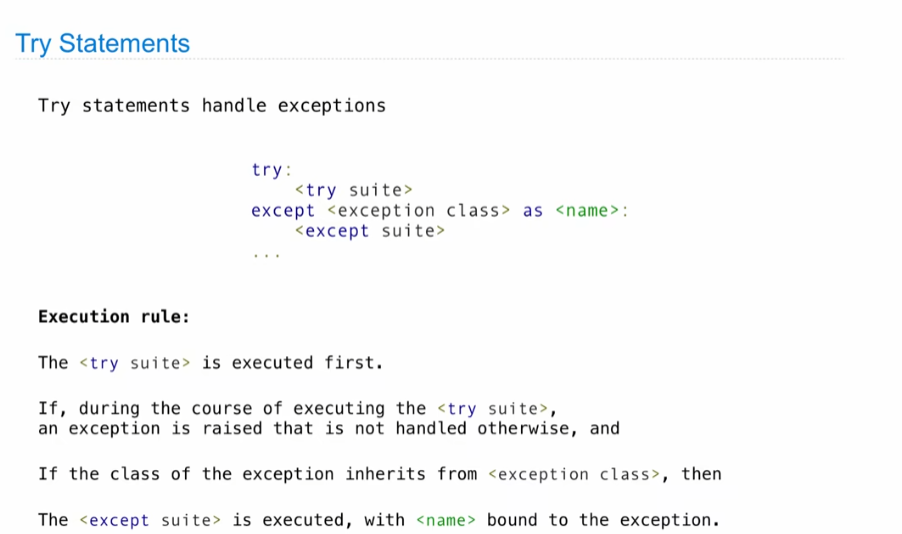 Try Statements
Try statements handle exceptions
try:
<try suite>
except <exception class> as <name>:
<except suite>
...
Execution rule:
The <try suite> is executed first.
If, during the course of executing the <try suite>,
an exception is raised that is not handled otherwise, and
If the class of the exception inherits from <exception class>, then
The <except suite> is executed, with <name> bound to the exception.